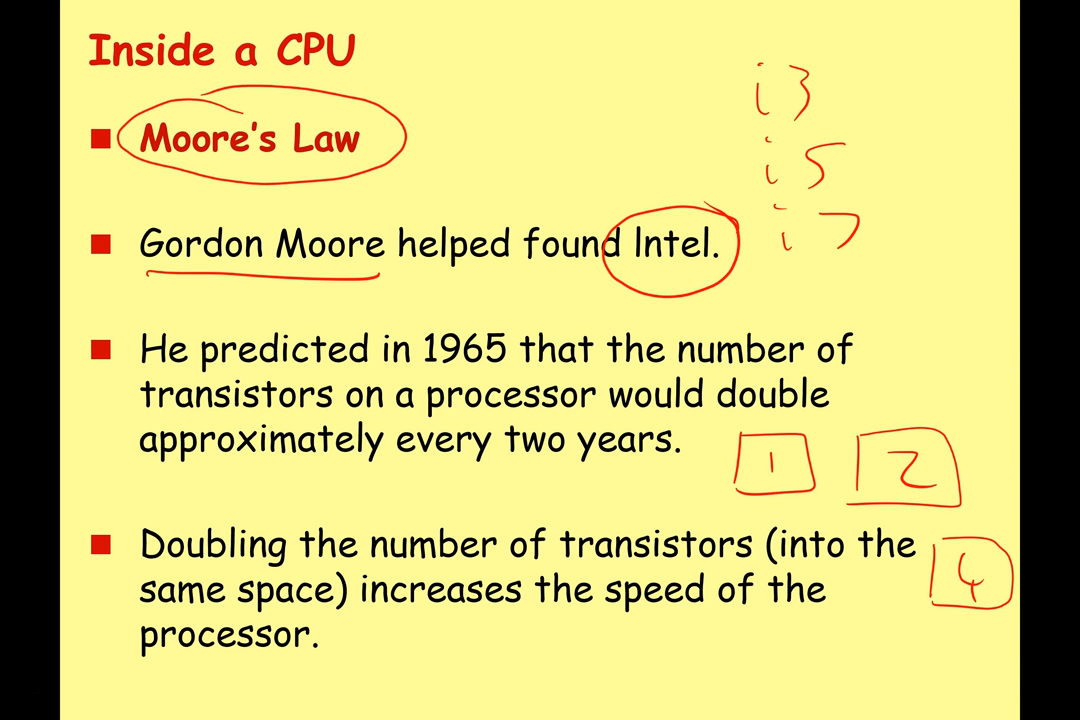 Inside a CPU
i3
Moore's Law
i5
Gordon Moore helped found lntel.
i7
He predicted in 1965 that the number of
transistors on a processor would double
approximately every two years.
1 2
Doubling the number of transistors (into the
same space) increases the speed of the
4
processor.